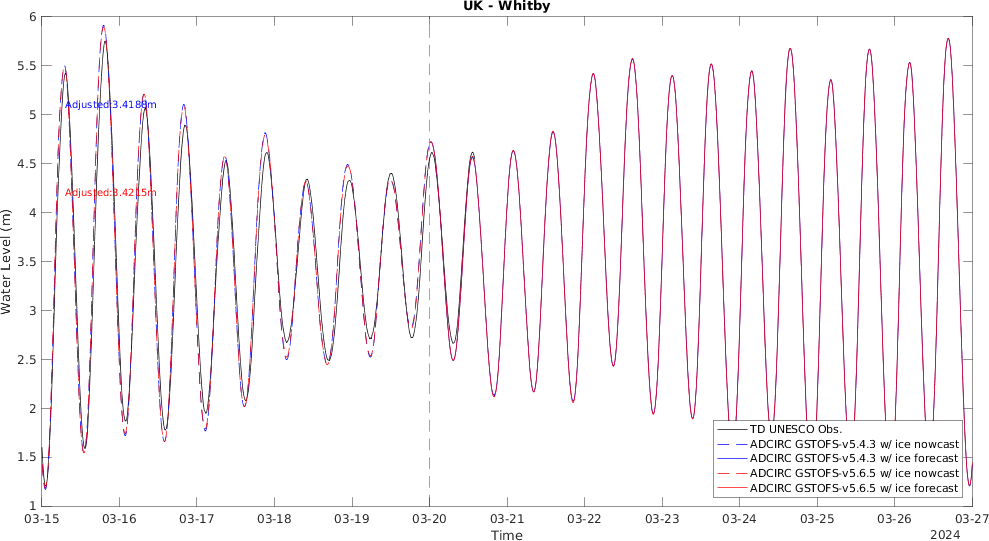 UK - Whitby
6
5.5
5
4.5
4
3.5
3
2.5
2
1.5
1
Water Level (m)
Adjusted:3.4188m
Adjusted:3.4215m
TD UNESCO Obs.
ADCIRC GSTOFS-v5.4.3 w/ ice nowcast
ADCIRC GSTOFS-v5.4.3 w/ ice forecast
ADCIRC GSTOFS-v5.6.5 w/ ice nowcast
ADCIRC GSTOFS-v5.6.5 w/ ice forecast
03-15 03-16 03-17 03-18 03-19 03-20 03-21 03-22 03-23 03-24 03-25 03-26 03-27
Time
2024